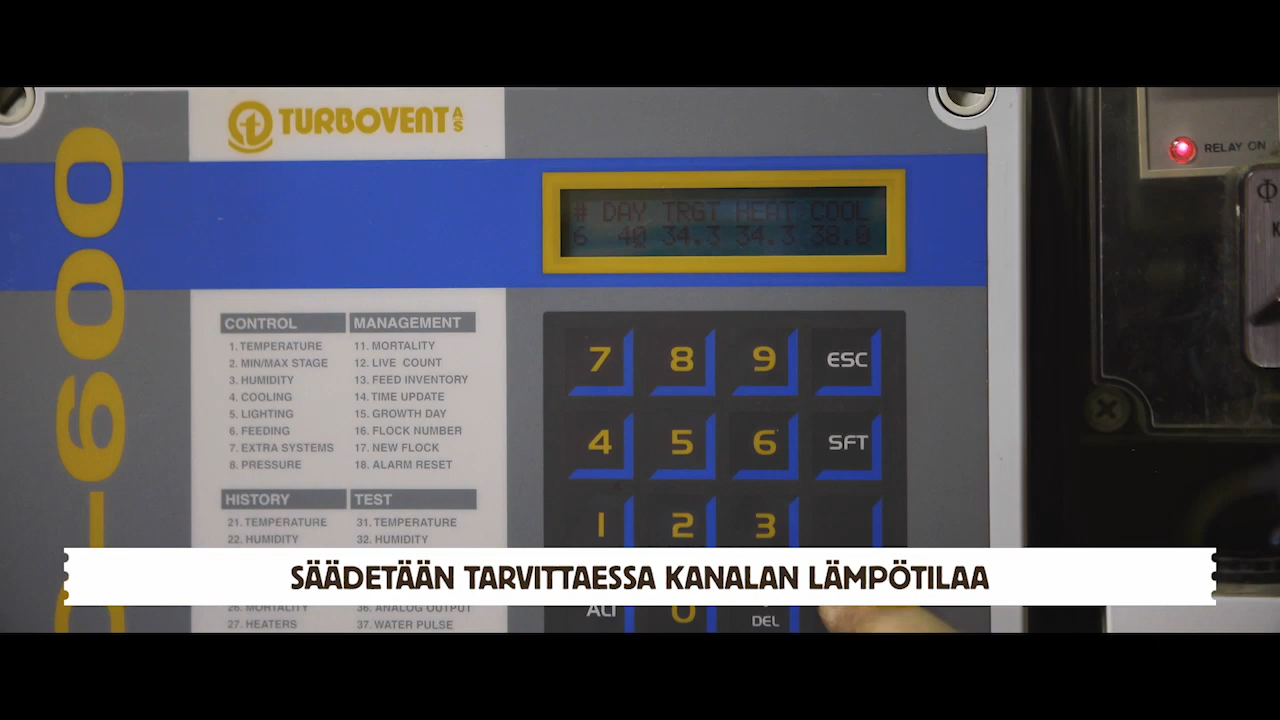 TURBOVENT A/S
600
RELAY ON
# DAY TRGT HEAT COOL
6 40 34.3 34.3 38.0
CONTROL
1. TEMPERATURE
2. MIN/MAX STAGE
3. HUMIDITY
4. COOLING
5. LIGHTING
6. FEEDING
7. EXTRA SYSTEMS
8. PRESSURE
MANAGEMENT
11. MORTALITY
12. LIVE COUNT
13. FEED INVENTORY
14. TIME UPDATE
15. GROWTH DAY
16. FLOCK NUMBER
17. NEW FLOCK
18. ALARM RESET
HISTORY
21. TEMPERATURE
22. HUMIDITY
26. MORTALITY
27. HEATERS
TEST
31. TEMPERATURE
32. HUMIDITY
36. ANALOG OUTPUT
37. WATER PULSE
7 8 9 ESC
4 5 6 SFT
1 2 3
ALT 0 DEL
SÄÄDETÄÄN TARVITTAESSA KANALAN LÄMPÖTILAA